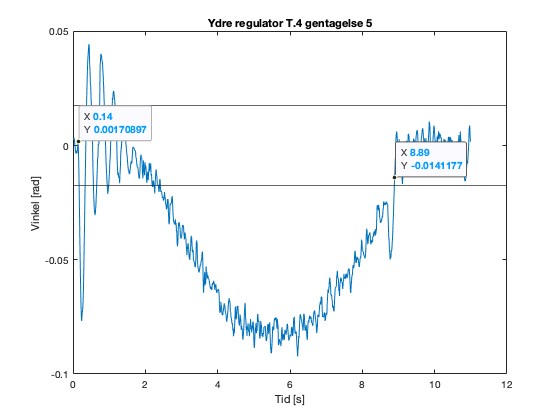 Ydre regulator T.4 gentagelse 5
0.05
X 0.14
Y 0.00170897
0
X 8.89
Y -0.0141177
Vinkel [rad]
-0.05
-0.1
0 2 4 6 8 10 12
Tid [s]